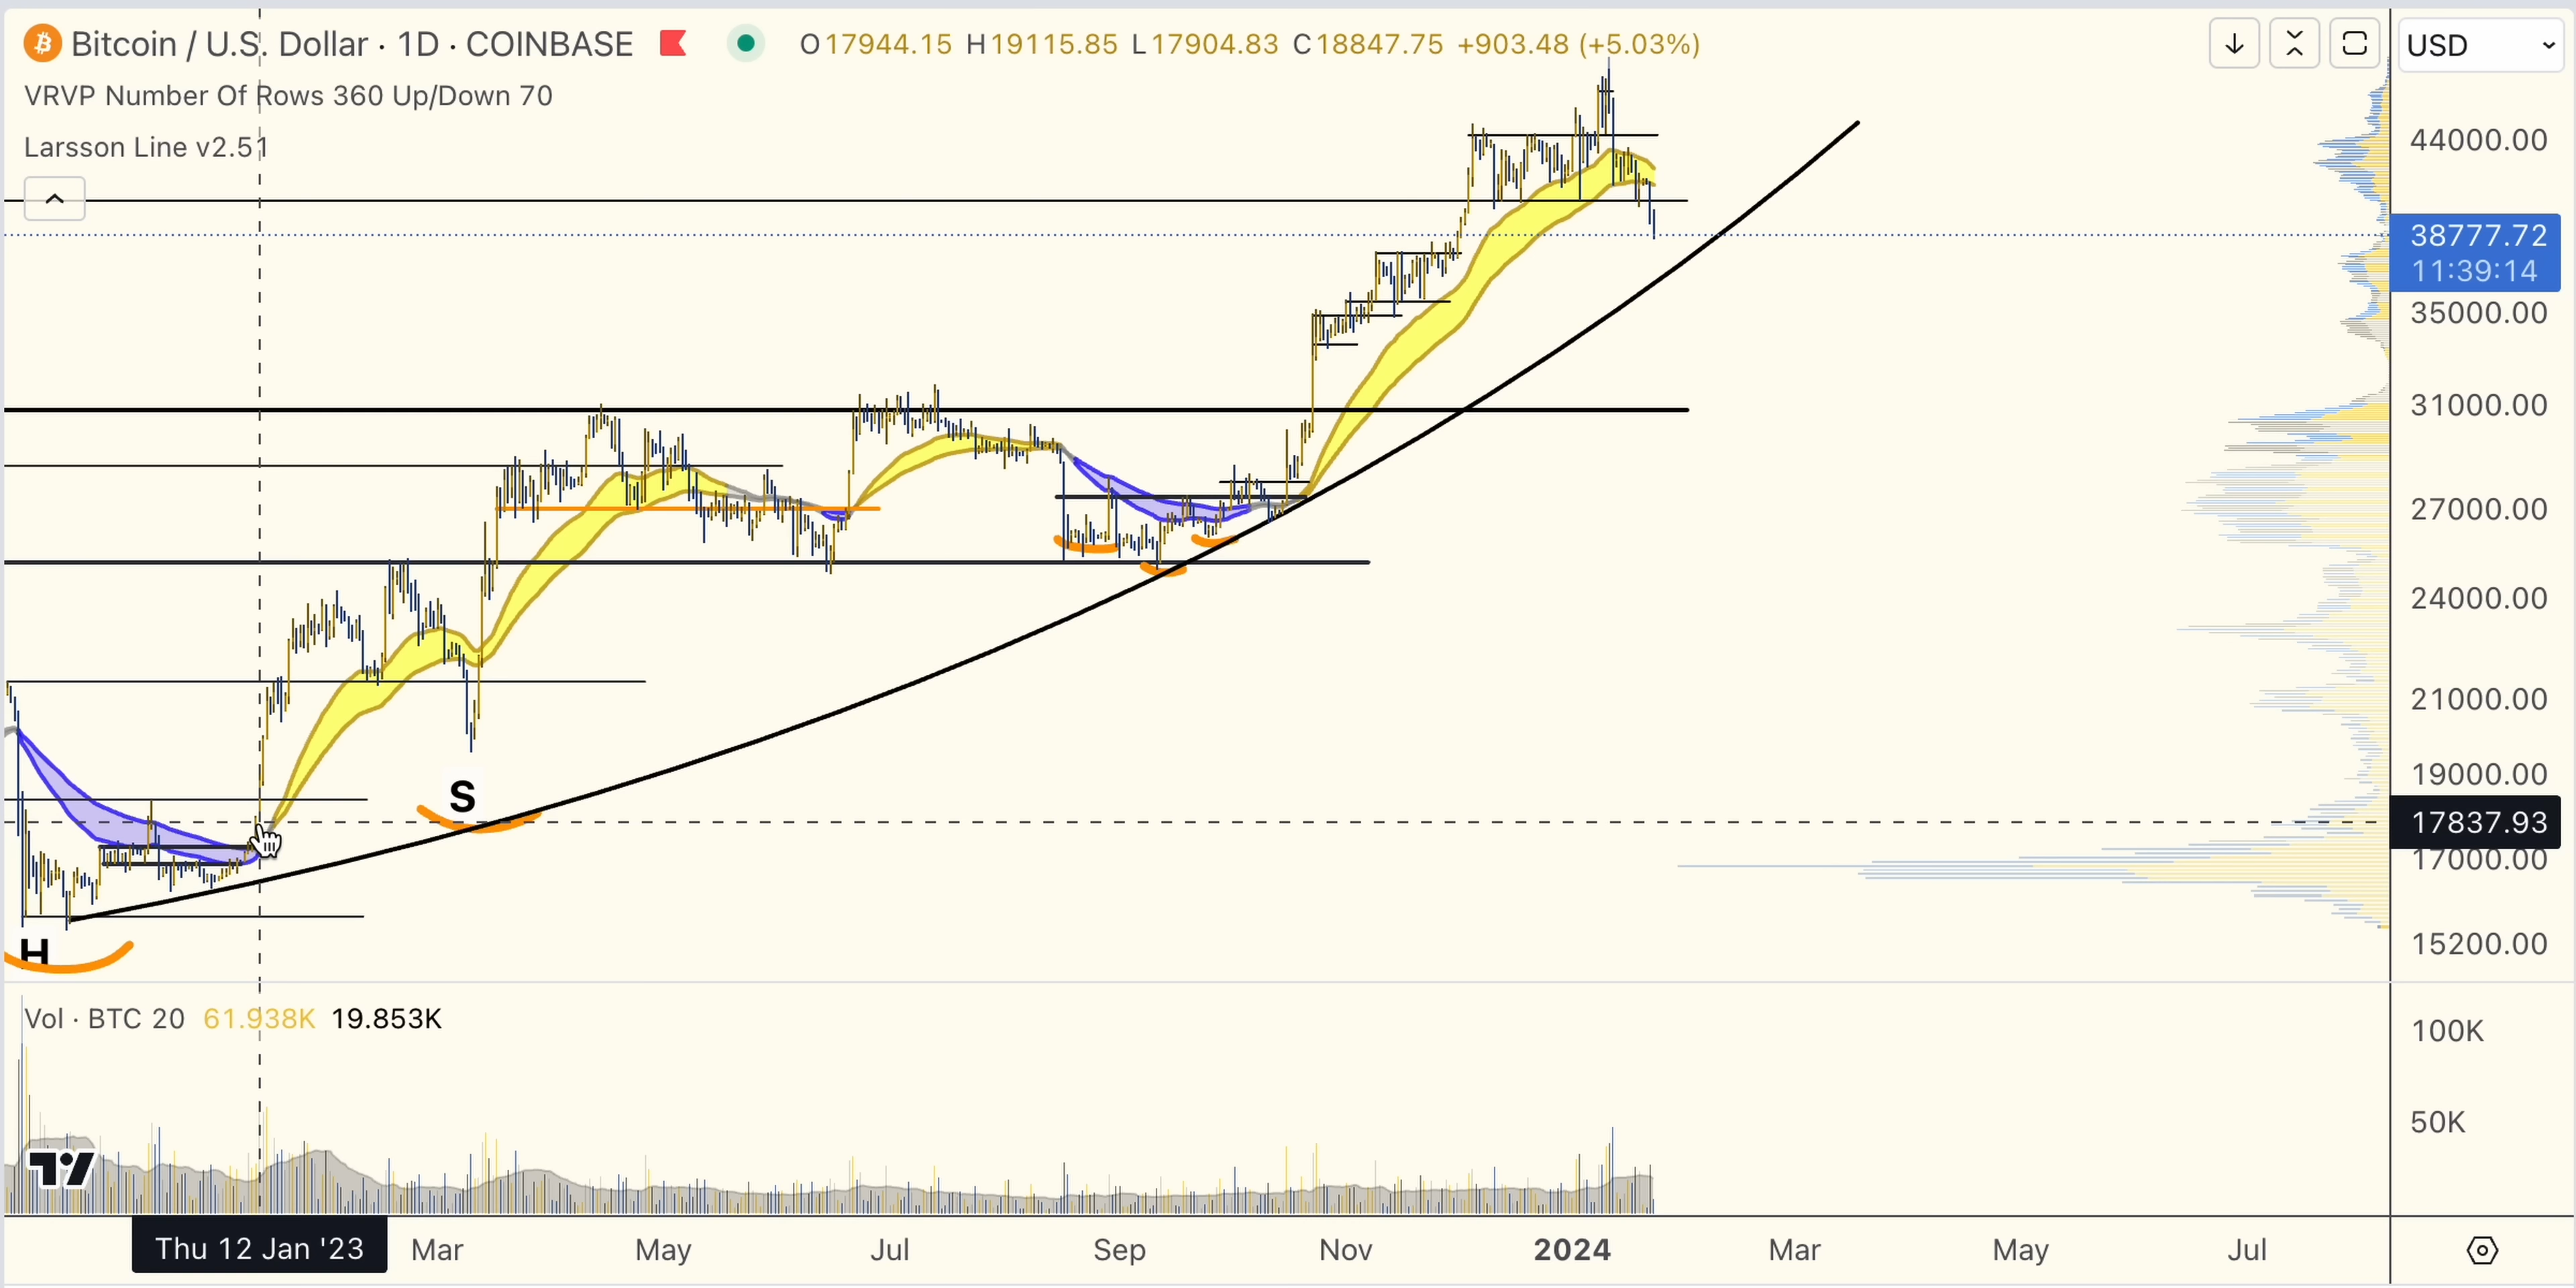 Bitcoin / U.S. Dollar · 1D · COINBASE O17944.15 H19115.85 L17904.83 C18847.75 +903.48 (+5.03%) USD
VRVP Number Of Rows 360 Up/Down 70
Larsson Line v2.51
44000.00
38777.72
11:39:14
35000.00
31000.00
27000.00
24000.00
21000.00
19000.00
S
17837.93
17000.00
H
15200.00
Vol · BTC 20 61.938K 19.853K
100K
50K
Thu 12 Jan '23 Mar May Jul Sep Nov 2024 Mar May Jul